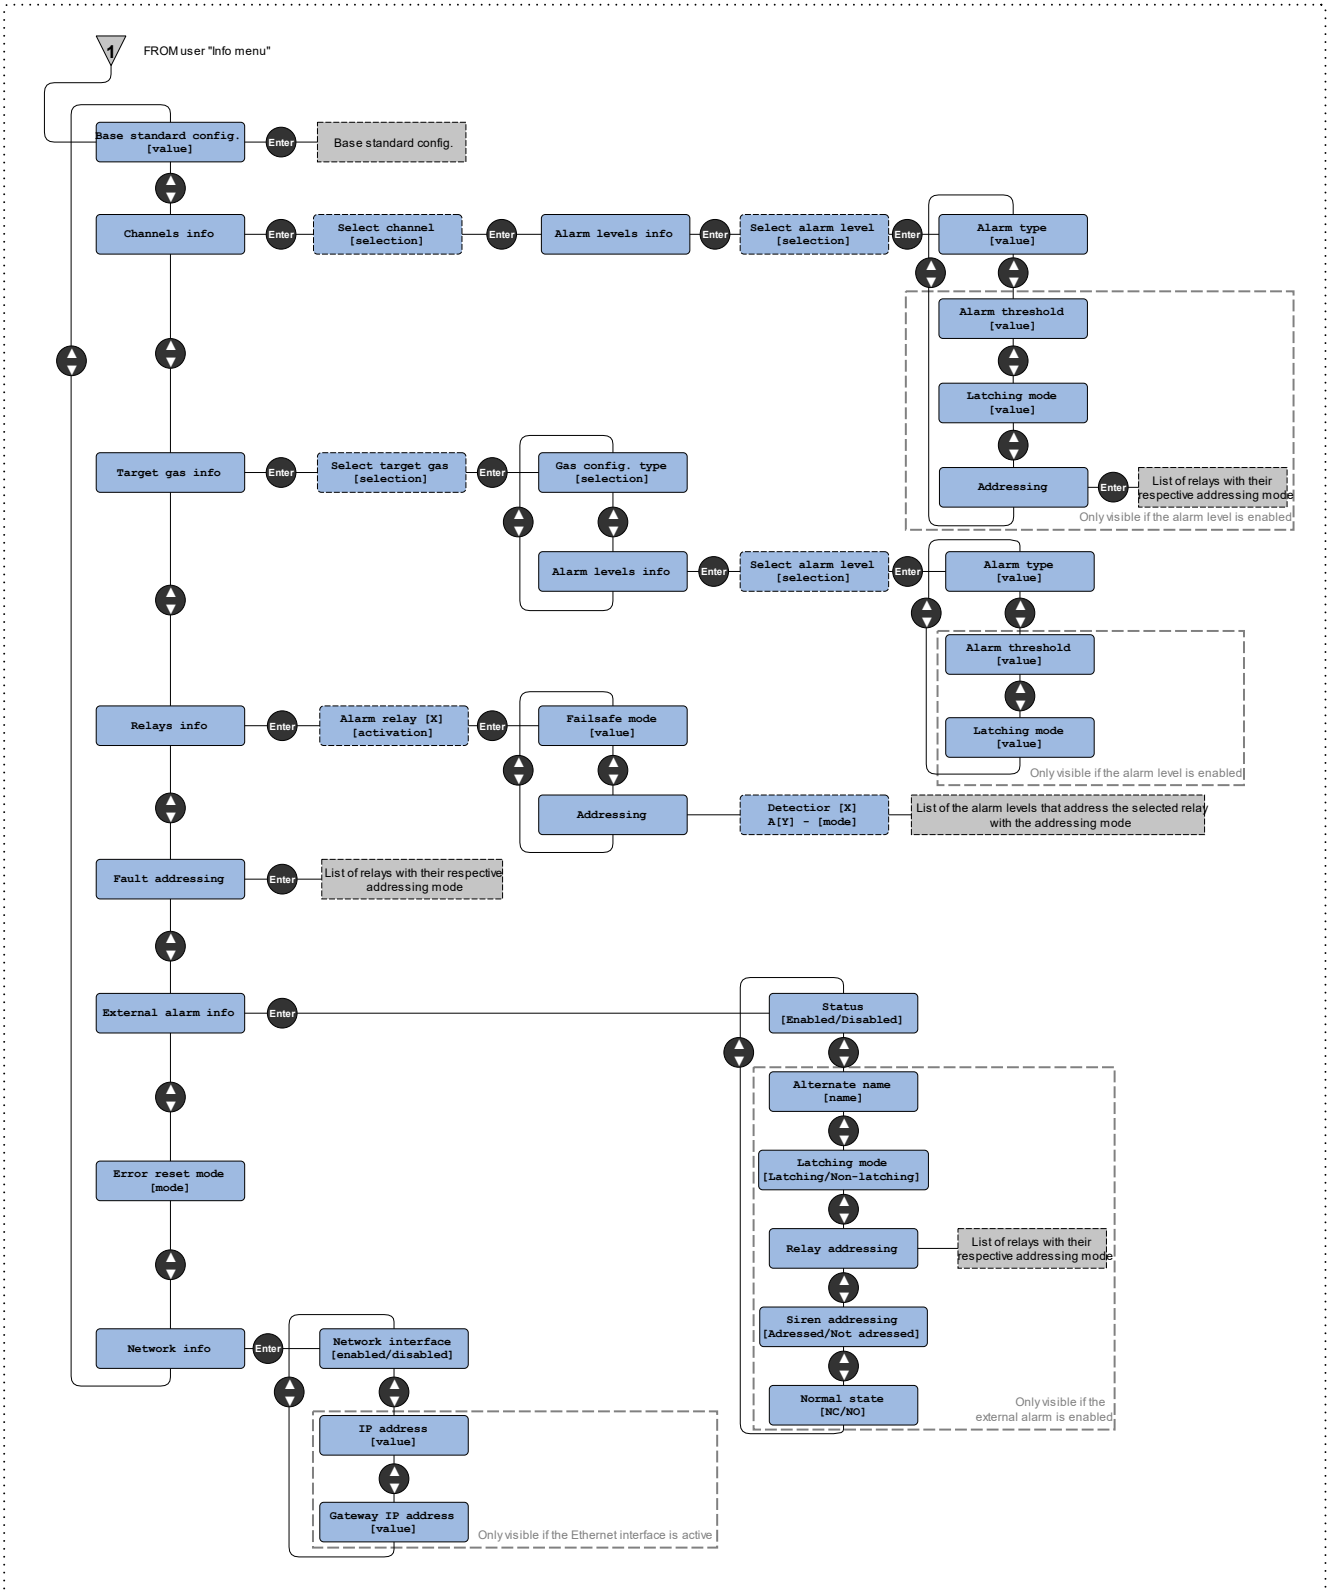 1
FROM user "Info menu"
Base standard config.
[value]
Enter
Base standard config.
Channels info
Enter
Select channel
[selection]
Enter
Alarm levels info
Enter
Select alarm level
[selection]
Enter
Alarm type
[value]
Alarm threshold
[value]
Latching mode
[value]
Addressing
Enter
List of relays with their
respective addressing mode
Only visible if the alarm level is enabled
Target gas info
Enter
Select target gas
[selection]
Enter
Gas config. type
[selection]
Alarm levels info
Enter
Select alarm level
[selection]
Enter
Alarm type
[value]
Alarm threshold
[value]
Latching mode
[value]
Only visible if the alarm level is enabled
Relays info
Enter
Alarm relay [X]
[activation]
Enter
Failsafe mode
[value]
Addressing
Detectior [X]
A[Y] - [mode]
List of the alarm levels that address the selected relay
with the addressing mode
Fault addressing
Enter
List of relays with their respective
addressing mode
External alarm info
Enter
Status
[Enabled/Disabled]
Alternate name
[name]
Latching mode
[Latching/Non-latching]
Relay addressing
List of relays with their
respective addressing mode
Siren addressing
[Adressed/Not adressed]
Normal state
[NC/NO]
Only visible if the
external alarm is enabled
Error reset mode
[mode]
Network info
Enter
Network interface
[enabled/disabled]
IP address
[value]
Gateway IP address
[value]
Only visible if the Ethernet interface is active